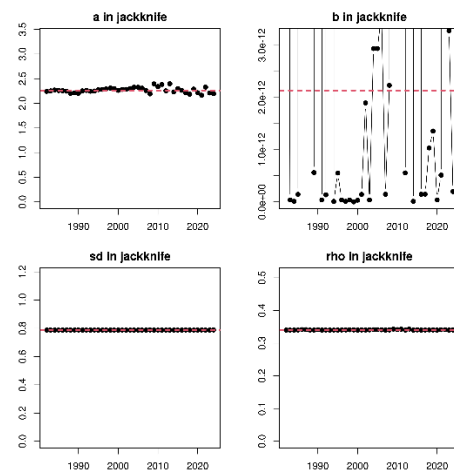 a in jackknife
3.5
3.0
2.5
2.0
1.5
1.0
0.5
0.0
1990 2000 2010 2020
b in jackknife
3.0e-12
2.0e-12
1.0e-12
0.0e+00
1990 2000 2010 2020
sd in jackknife
1.2
1.0
0.8
0.6
0.4
0.2
0.0
1990 2000 2010 2020
rho in jackknife
0.5
0.4
0.3
0.2
0.1
0.0
1990 2000 2010 2020